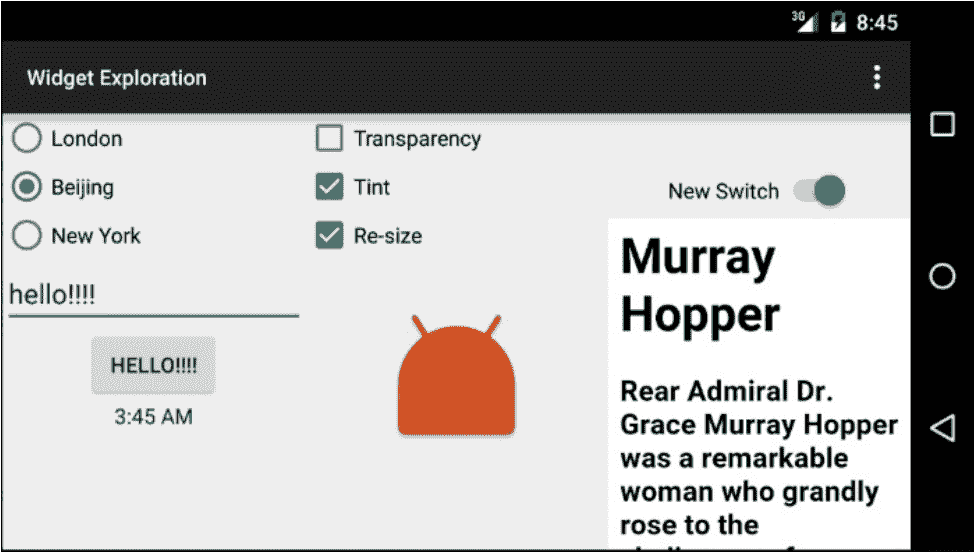 3G 8:45
Widget Exploration
London
Beijing
New York
Transparency
Tint
Re-size
hello!!!!
HELLO!!!!
3:45 AM
New Switch
Murray
Hopper
Rear Admiral Dr.
Grace Murray Hopper
was a remarkable
woman who grandly
rose to the